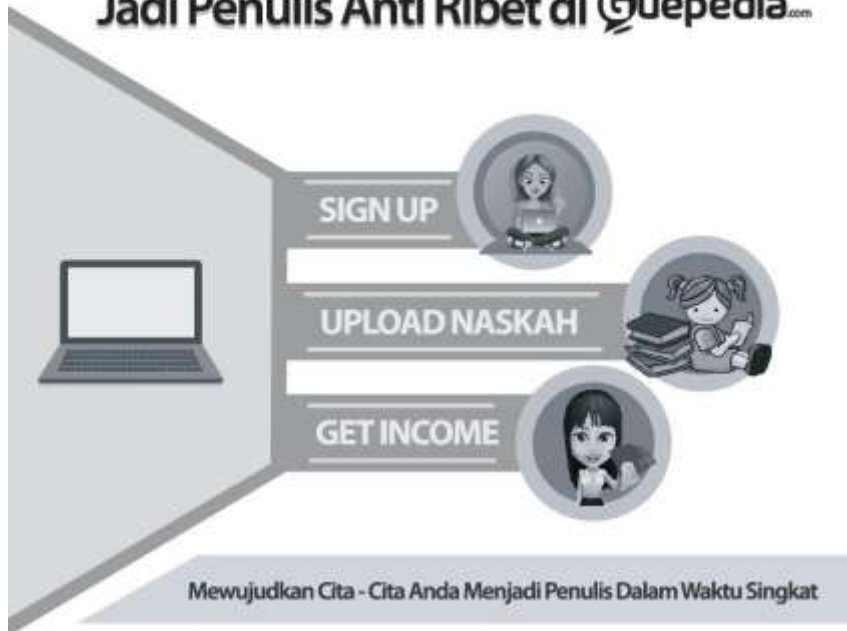 Jadi Penulis Anti Ribet di Guepedia.com
SIGN UP
UPLOAD NASKAH
GET INCOME
Mewujudkan Cita - Cita Anda Menjadi Penulis Dalam Waktu Singkat